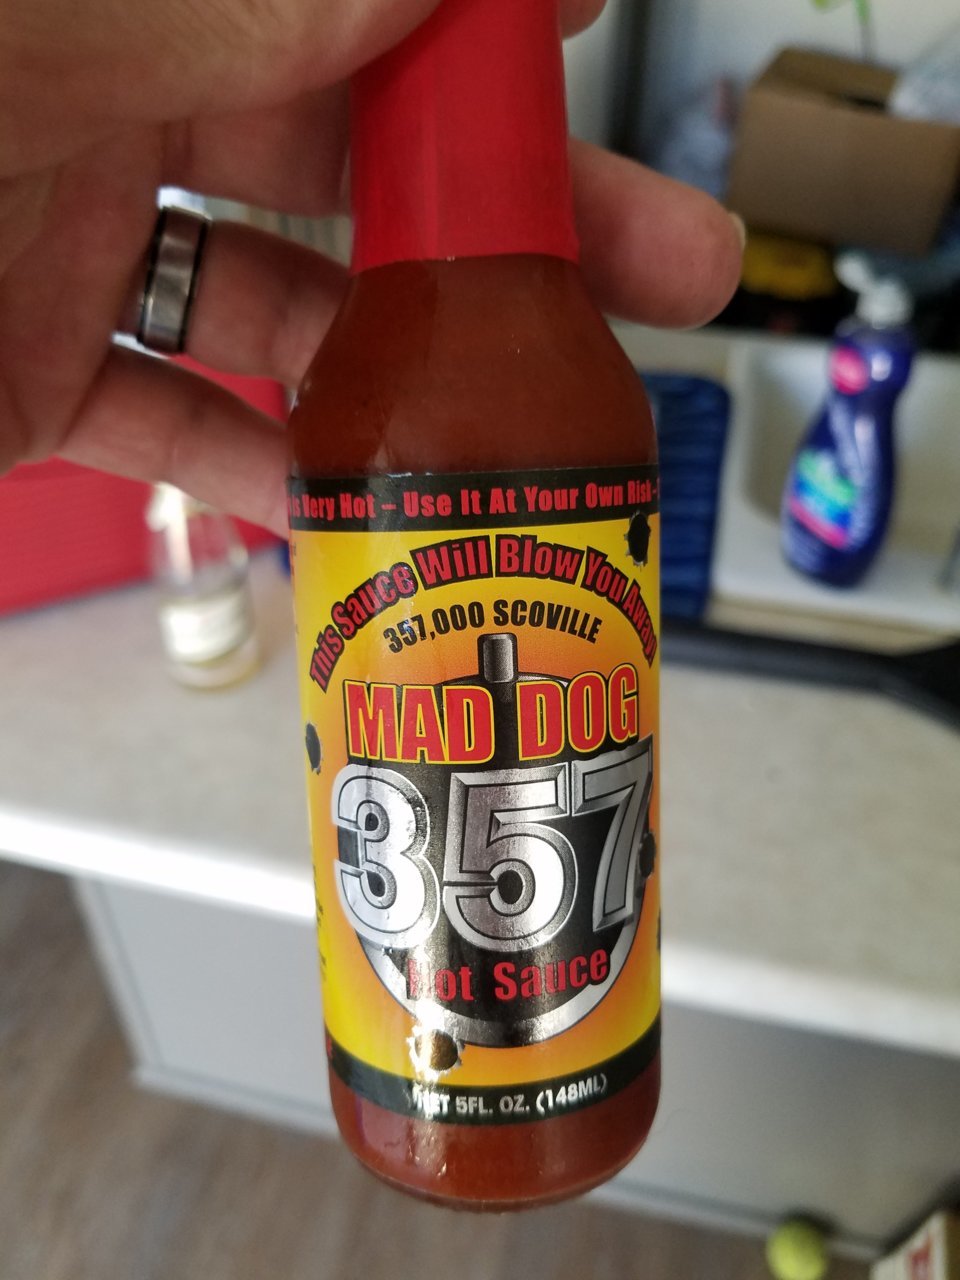 is Very Hot – Use It At Your Own Risk –
This Sauce Will Blow You Away!
357,000 SCOVILLE
MAD DOG
357
Hot Sauce
NET 5FL. OZ. (148ML)